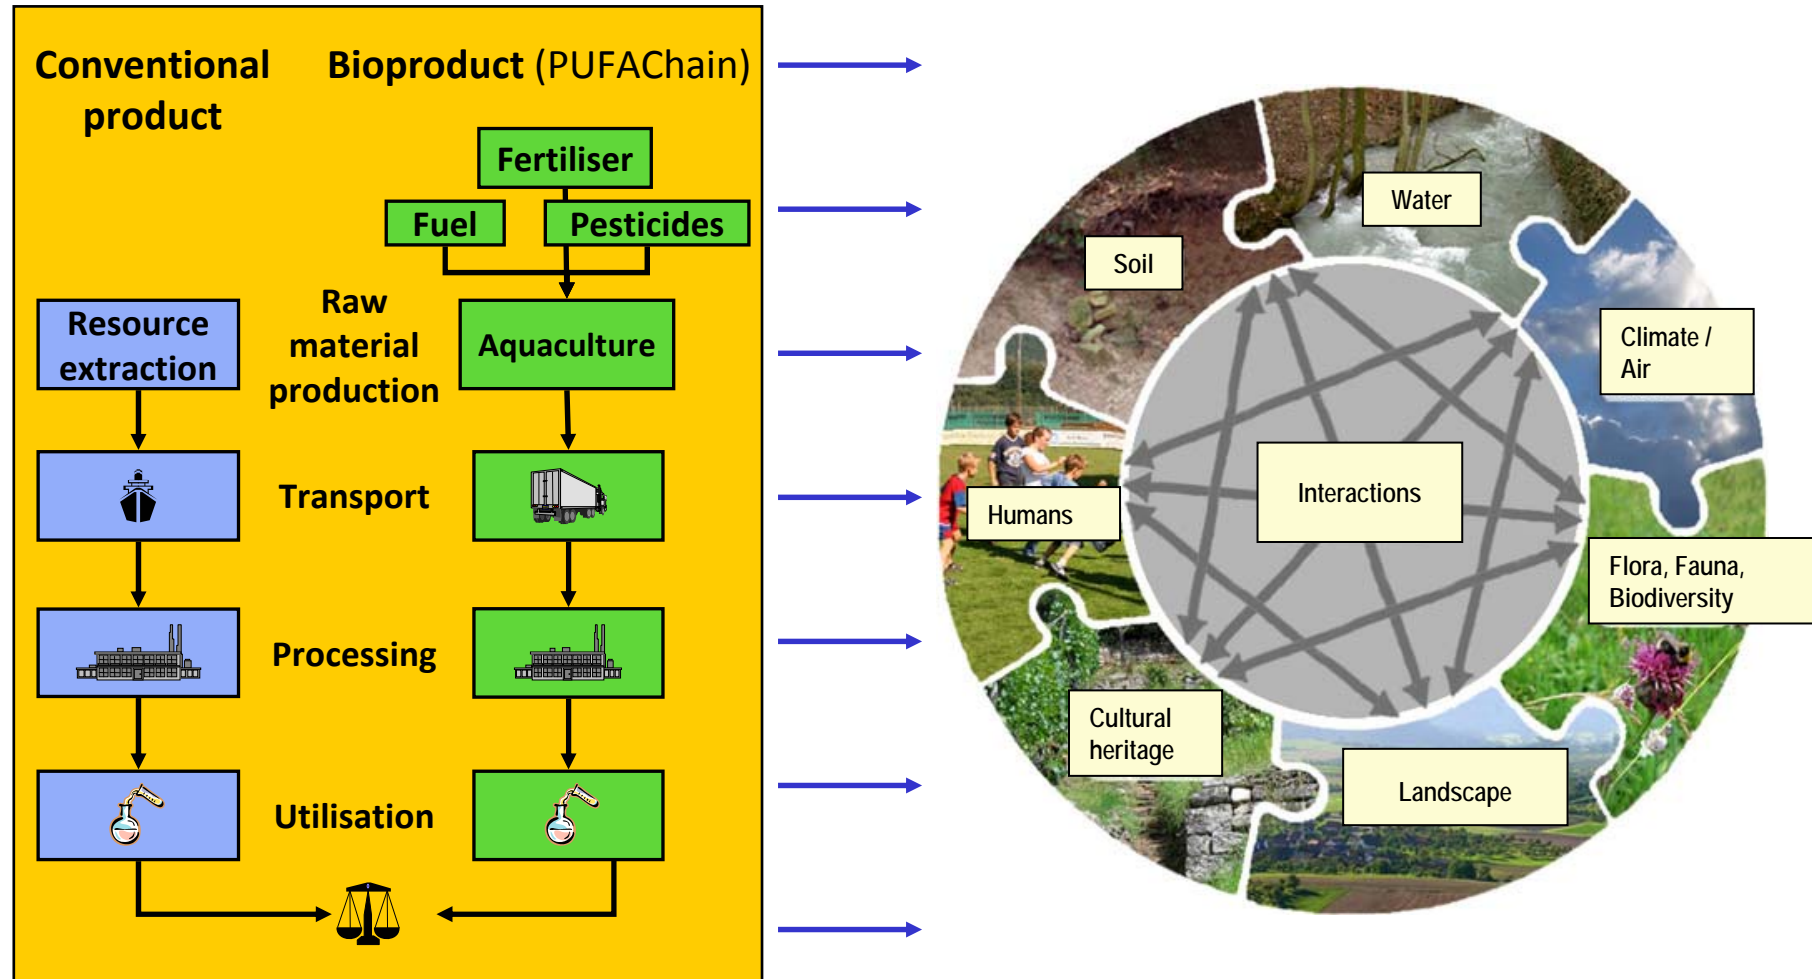 Conventional
product
Bioproduct (PUFAChain)
Fertiliser
Fuel
Pesticides
Resource
extraction
Raw
material
production
Aquaculture
Transport
Processing
Utilisation
Water
Soil
Climate /
Air
Interactions
Humans
Flora, Fauna,
Biodiversity
Cultural
heritage
Landscape